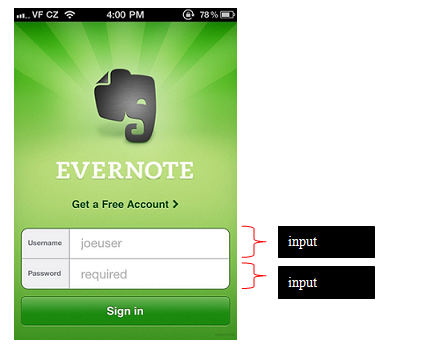 VF CZ 4:00 PM 78 %
EVERNOTE
Get a Free Account
Username joeuser input
Password required input
Sign in